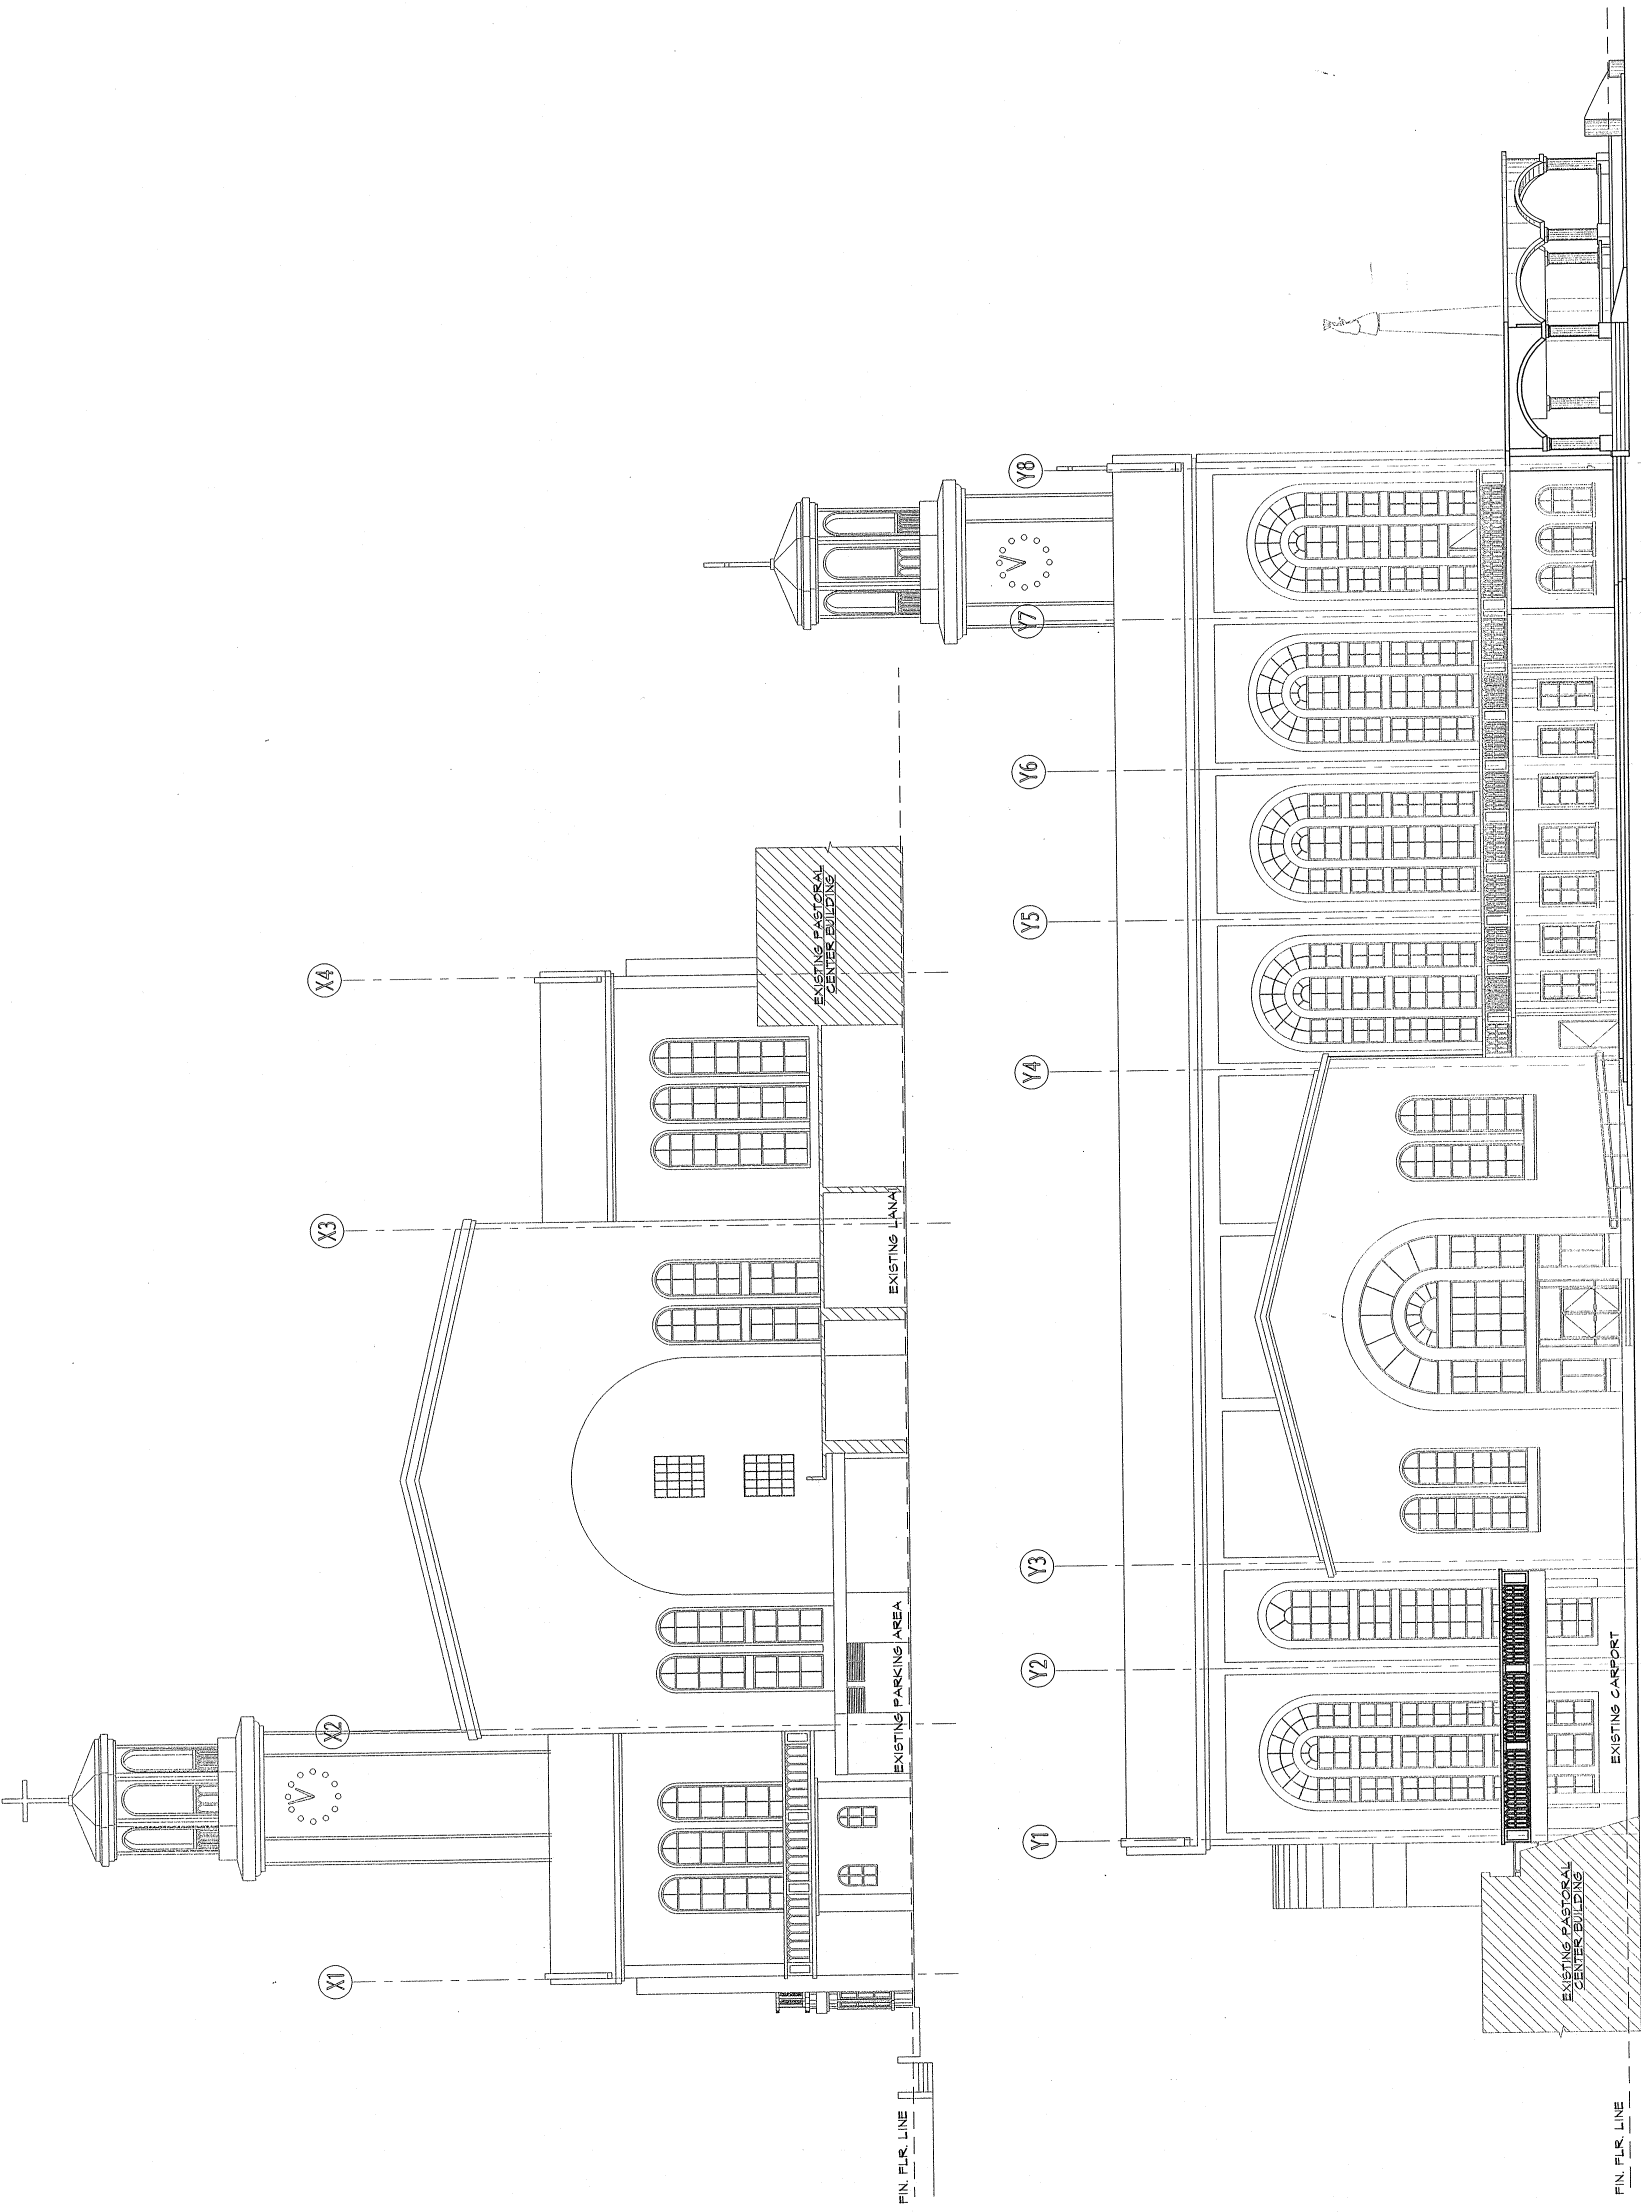 X1
X2
X3
X4
EXISTING PASTORAL
CENTER BUILDING
EXISTING LANAI
EXISTING PARKING AREA
FIN. FLR. LINE
Y1
Y2
Y3
Y4
Y5
Y6
Y7
Y8
EXISTING CARPORT
EXISTING PASTORAL
CENTER BUILDING
FIN. FLR. LINE